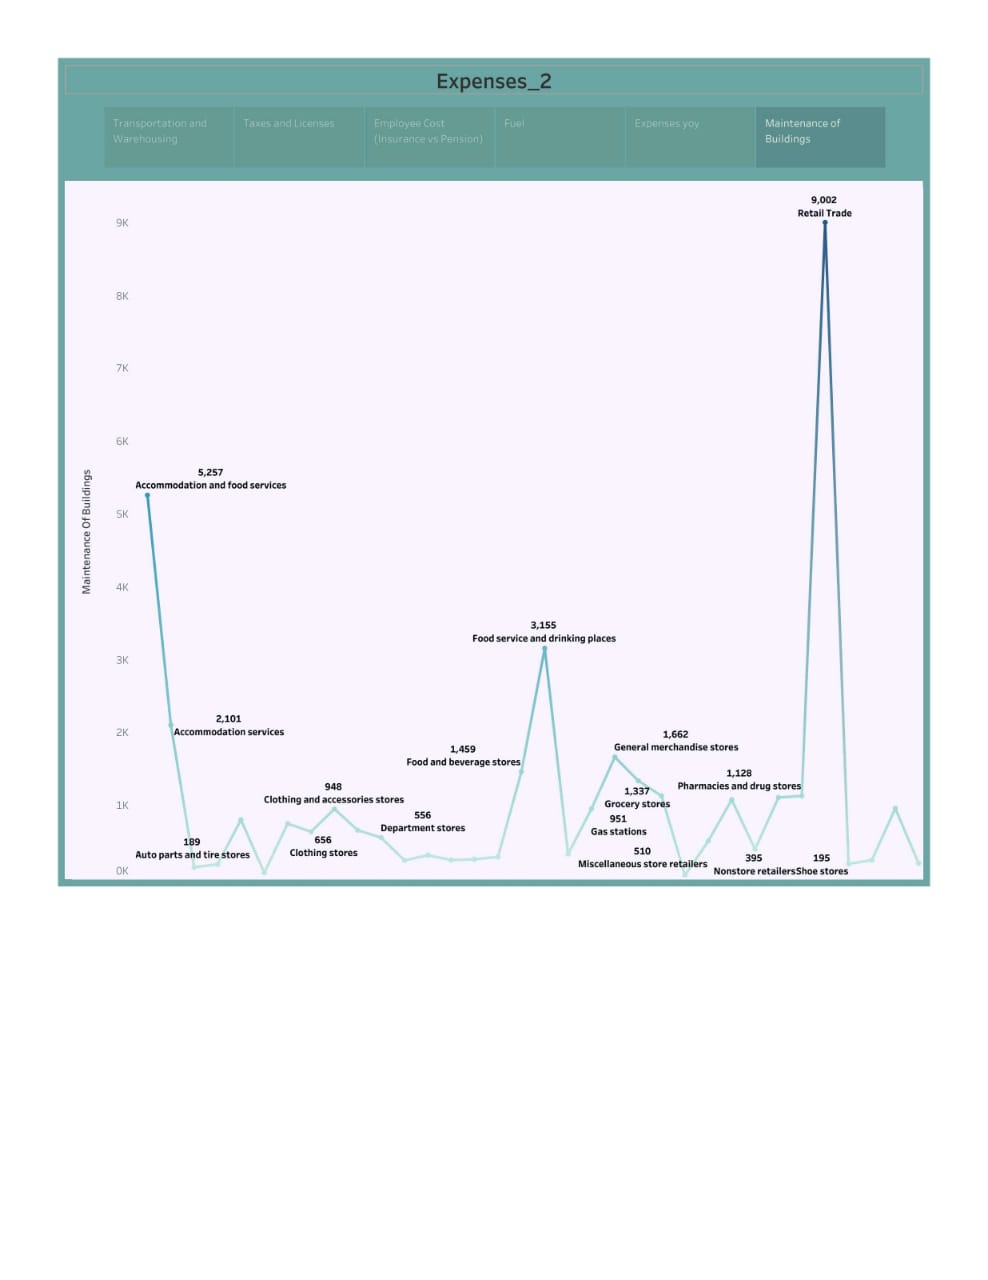 Expenses_2
Transportation and
Warehousing
Taxes and Licenses
Employee Cost
(Insurance vs Pension)
Fuel
Expenses yoy
Maintenance of
Buildings
9,002
Retail Trade
9K
8K
7K
6K
5,257
Accommodation and food services
5K
Maintenance Of Buildings
4K
3,155
Food service and drinking places
3K
2,101
Accommodation services
2K
1,662
General merchandise stores
1,459
Food and beverage stores
1,128
Pharmacies and drug stores
1,337
Grocery stores
948
Clothing and accessories stores
1K
951
Gas stations
556
Department stores
656
Clothing stores
189
Auto parts and tire stores
510
Miscellaneous store retailers
395
Nonstore retailers
195
Shoe stores
0K